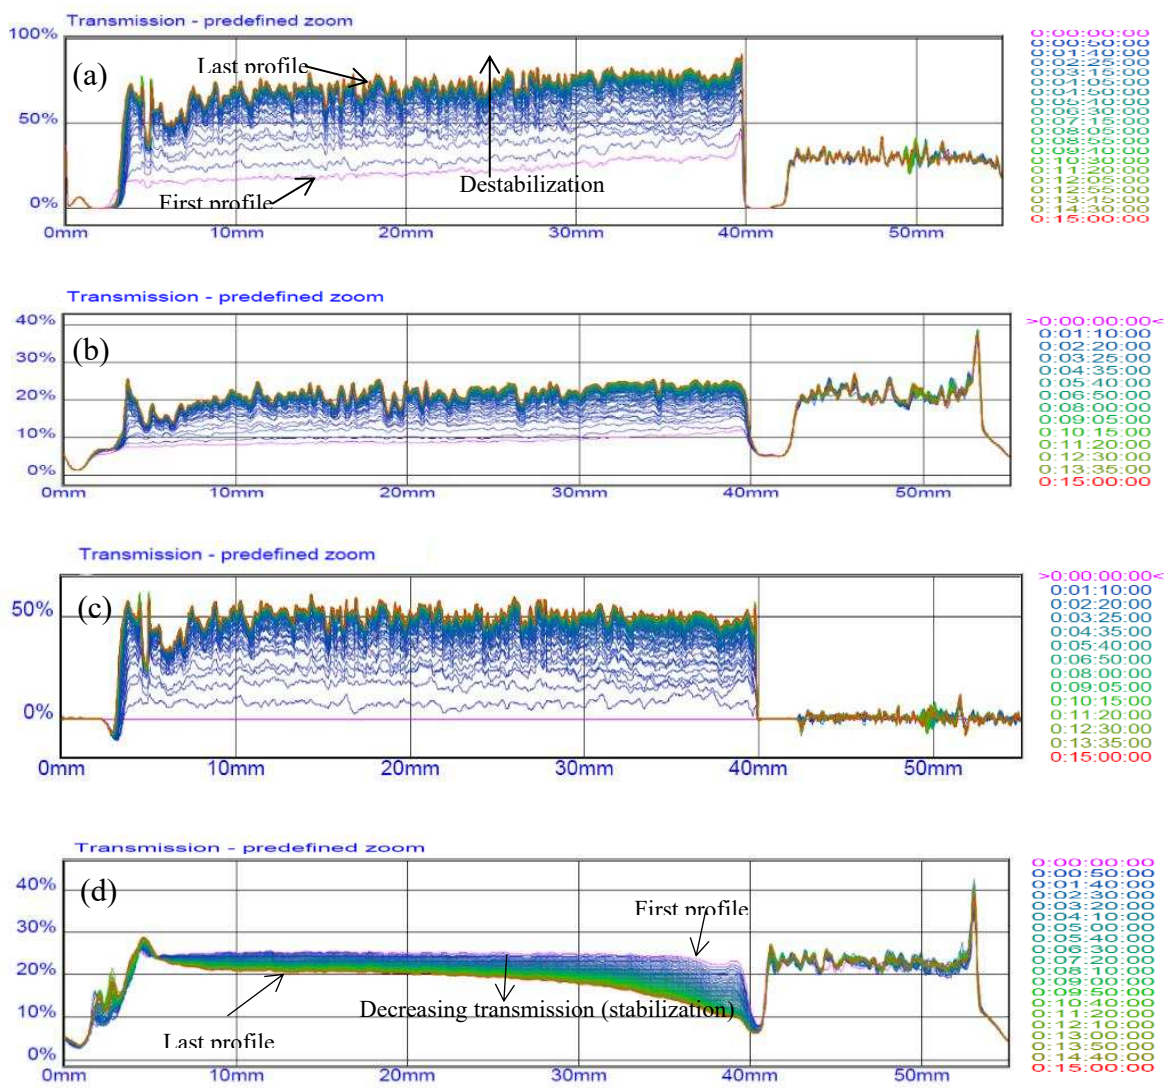 Transmission - predefined zoom
100%
50%
0%
(a)
Last profile
First profile
Destabilization
0mm
10mm
20mm
30mm
40mm
50mm
0:00:00:00
0:00:50:00
0:01:40:00
0:02:25:00
0:03:15:00
0:04:05:00
0:04:50:00
0:05:40:00
0:06:30:00
0:07:15:00
0:08:05:00
0:08:55:00
0:09:40:00
0:10:30:00
0:12:05:00
0:12:55:00
0:13:45:00
0:14:30:00
0:15:00:00
Transmission - predefined zoom
40%
30%
20%
10%
0%
(b)
0mm
10mm
20mm
30mm
40mm
50mm
>0:00:00:00<
0:01:10:00
0:02:20:00
0:03:25:00
0:04:35:00
0:05:40:00
0:06:50:00
0:08:00:00
0:09:05:00
0:10:15:00
0:11:20:00
0:12:30:00
0:13:35:00
0:15:00:00
Transmission - predefined zoom
50%
0%
(c)
0mm
10mm
20mm
30mm
40mm
50mm
>0:00:00:00<
0:01:10:00
0:02:20:00
0:03:25:00
0:04:35:00
0:05:40:00
0:06:50:00
0:08:00:00
0:09:05:00
0:10:15:00
0:11:20:00
0:12:30:00
0:13:35:00
0:15:00:00
Transmission - predefined zoom
40%
30%
20%
10%
0%
(d)
First profile
Decreasing transmission (stabilization)
Last profile
0mm
10mm
20mm
30mm
40mm
50mm
0:00:00:00
0:00:50:00
0:01:40:00
0:02:30:00
0:03:20:00
0:04:10:00
0:05:00:00
0:05:40:00
0:06:30:00
0:07:20:00
0:08:10:00
0:09:00:00
0:09:50:00
0:10:40:00
0:11:20:00
0:12:10:00
0:13:00:00
0:13:50:00
0:14:40:00
0:15:00:00